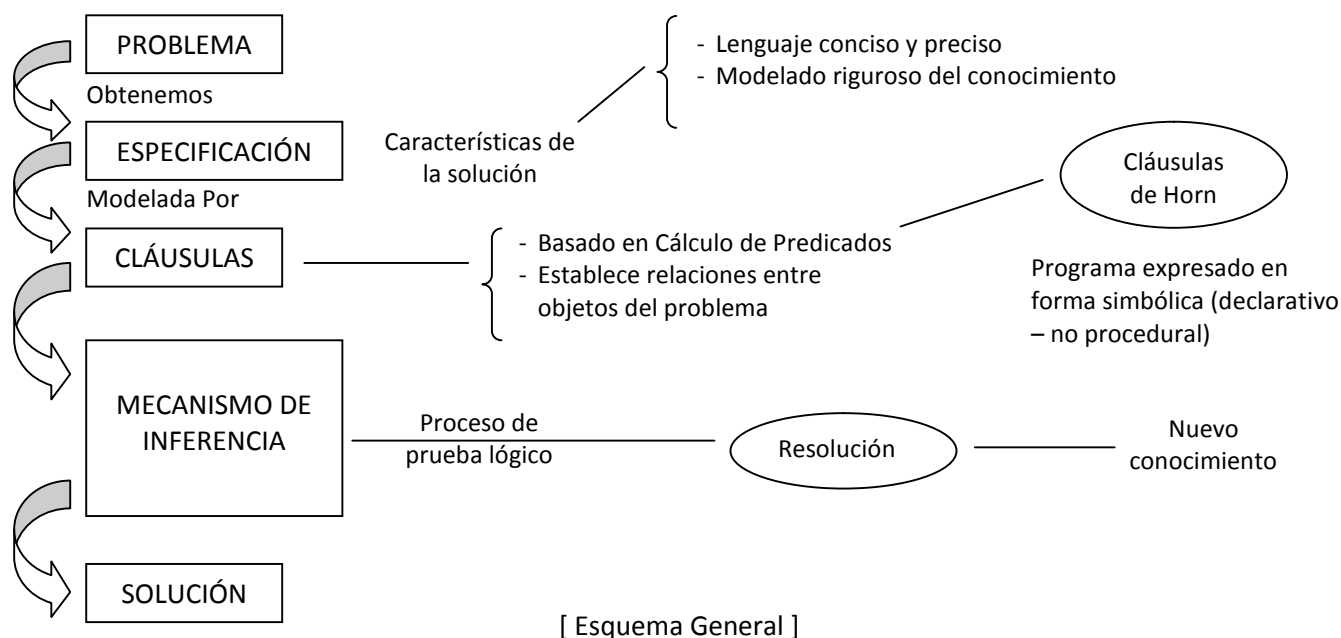 PROBLEMA
Obtenemos
ESPECIFICACIÓN
Modelada Por
CLÁUSULAS
MECANISMO DE
INFERENCIA
SOLUCIÓN
Características de
la solución
- Lenguaje conciso y preciso
- Modelado riguroso del conocimiento
- Basado en Cálculo de Predicados
- Establece relaciones entre
objetos del problema
Cláusulas
de Horn
Programa expresado en
forma simbólica (declarativo
– no procedural)
Proceso de
prueba lógico
Resolución
Nuevo
conocimiento
[ Esquema General ]